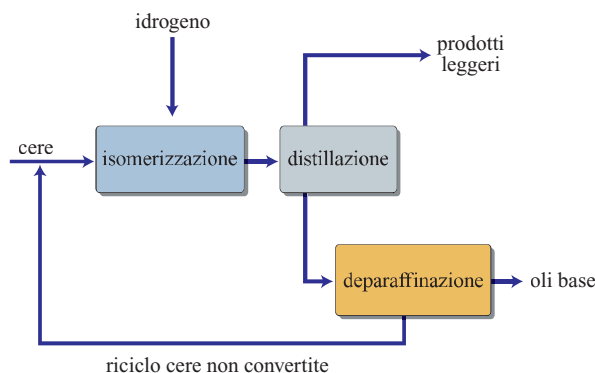 idrogeno
prodotti
leggeri
cere
isomerizzazione
distillazione
deparaffinazione
oli base
riciclo cere non convertite